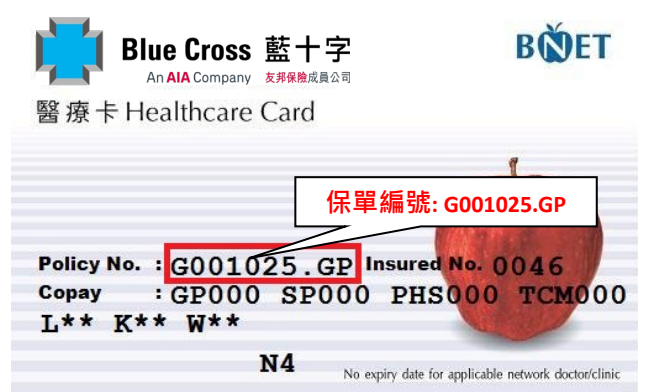 Blue Cross 藍十字
BNET
An AIA Company 友邦保險成員公司
醫療卡 Healthcare Card
保單編號: G001025.GP
Policy No. : G001025.GP Insured No. 0046
Copay : GP000 SP000 PHS000 TCM000
L** K** W**
N4
No expiry date for applicable network doctor/clinic